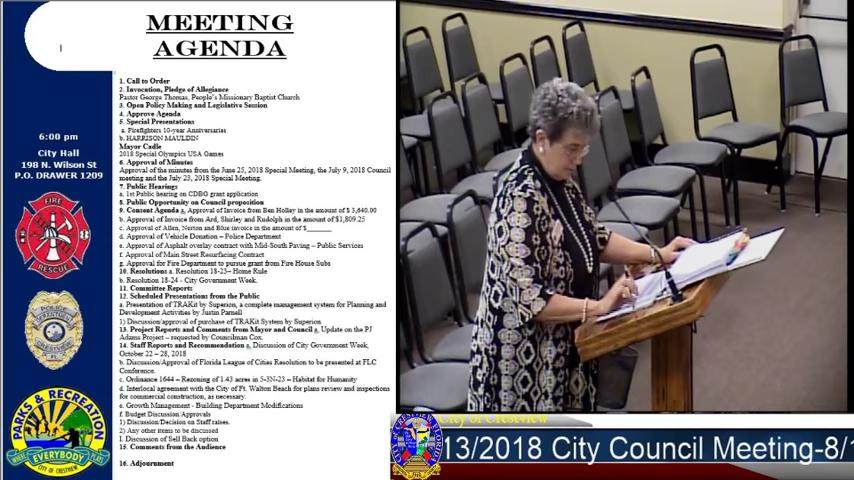 MEETING
AGENDA
6:00 pm
City Hall
198 N. Wilson St
P.O. DRAWER 1209
FIRE
RESCUE
POLICE
PARKS & RECREATION
WHERE EVERYBODY PLAYS
CITY OF CRESTVIEW
1. Call to Order
2. Invocation, Pledge of Allegiance
Pastor George Thomas, People's Missionary Baptist Church
3. Open Policy Making and Legislative Session
4. Approve Agenda
5. Special Presentations
a. Firefighters 10-year Anniversaries
b. HARRISON MAULDIN
Mayor Cadle
2018 Special Olympics USA Games
6. Approval of Minutes
Approval of the minutes from the June 25, 2018 Special Meeting, the July 9, 2018 Council
meeting and the July 23, 2018 Special Meeting.
7. Public Hearings
a. 1st Public hearing on CDBG grant application
8. Public Opportunity on Council proposition
9. Consent Agenda a. Approval of Invoice from Ben Holley in the amount of $ 3,640.00
b. Approval of Invoice from Ard, Shirley and Rudolph in the amount of $1,809.25
c. Approval of Allen, Norton and Blue invoice in the amount of $______
d. Approval of Vehicle Donation – Police Department
e. Approval of Asphalt overlay contract with Mid-South Paving – Public Services
f. Approval of Main Street Resurfacing Contract
g. Approval for Fire Department to pursue grant from Fire House Subs
10. Resolutions a. Resolution 18-23– Home Rule
b. Resolution 18-24 - City Government Week.
11. Committee Reports
12. Scheduled Presentations from the Public
a. Presentation of TRAKit by Superion, a complete management system for Planning and
Development Activities by Justin Parnell
1) Discussion/approval of purchase of TRAKit System by Superion
13. Project Reports and Comments from Mayor and Council a. Update on the PJ
Adams Project – requested by Councilman Cox.
14. Staff Reports and Recommendation a. Discussion of City Government Week,
October 22 – 28, 2018
b. Discussion/Approval of Florida League of Cities Resolution to be presented at FLC
Conference.
c. Ordinance 1644 – Rezoning of 1.43 acres in 5-3N-23 – Habitat for Humanity
d. Interlocal agreement with the City of Ft. Walton Beach for plans review and inspections
for commercial construction, as necessary.
e. Growth Management - Building Department Modifications
f. Budget Discussion/Approvals
1) Discussion/Decision on Staff raises.
2) Any other items to be discussed
I. Discussion of Sell Back option
15. Comments from the Audience
16. Adjournment
City of Crestview
13/2018 City Council Meeting-8/1